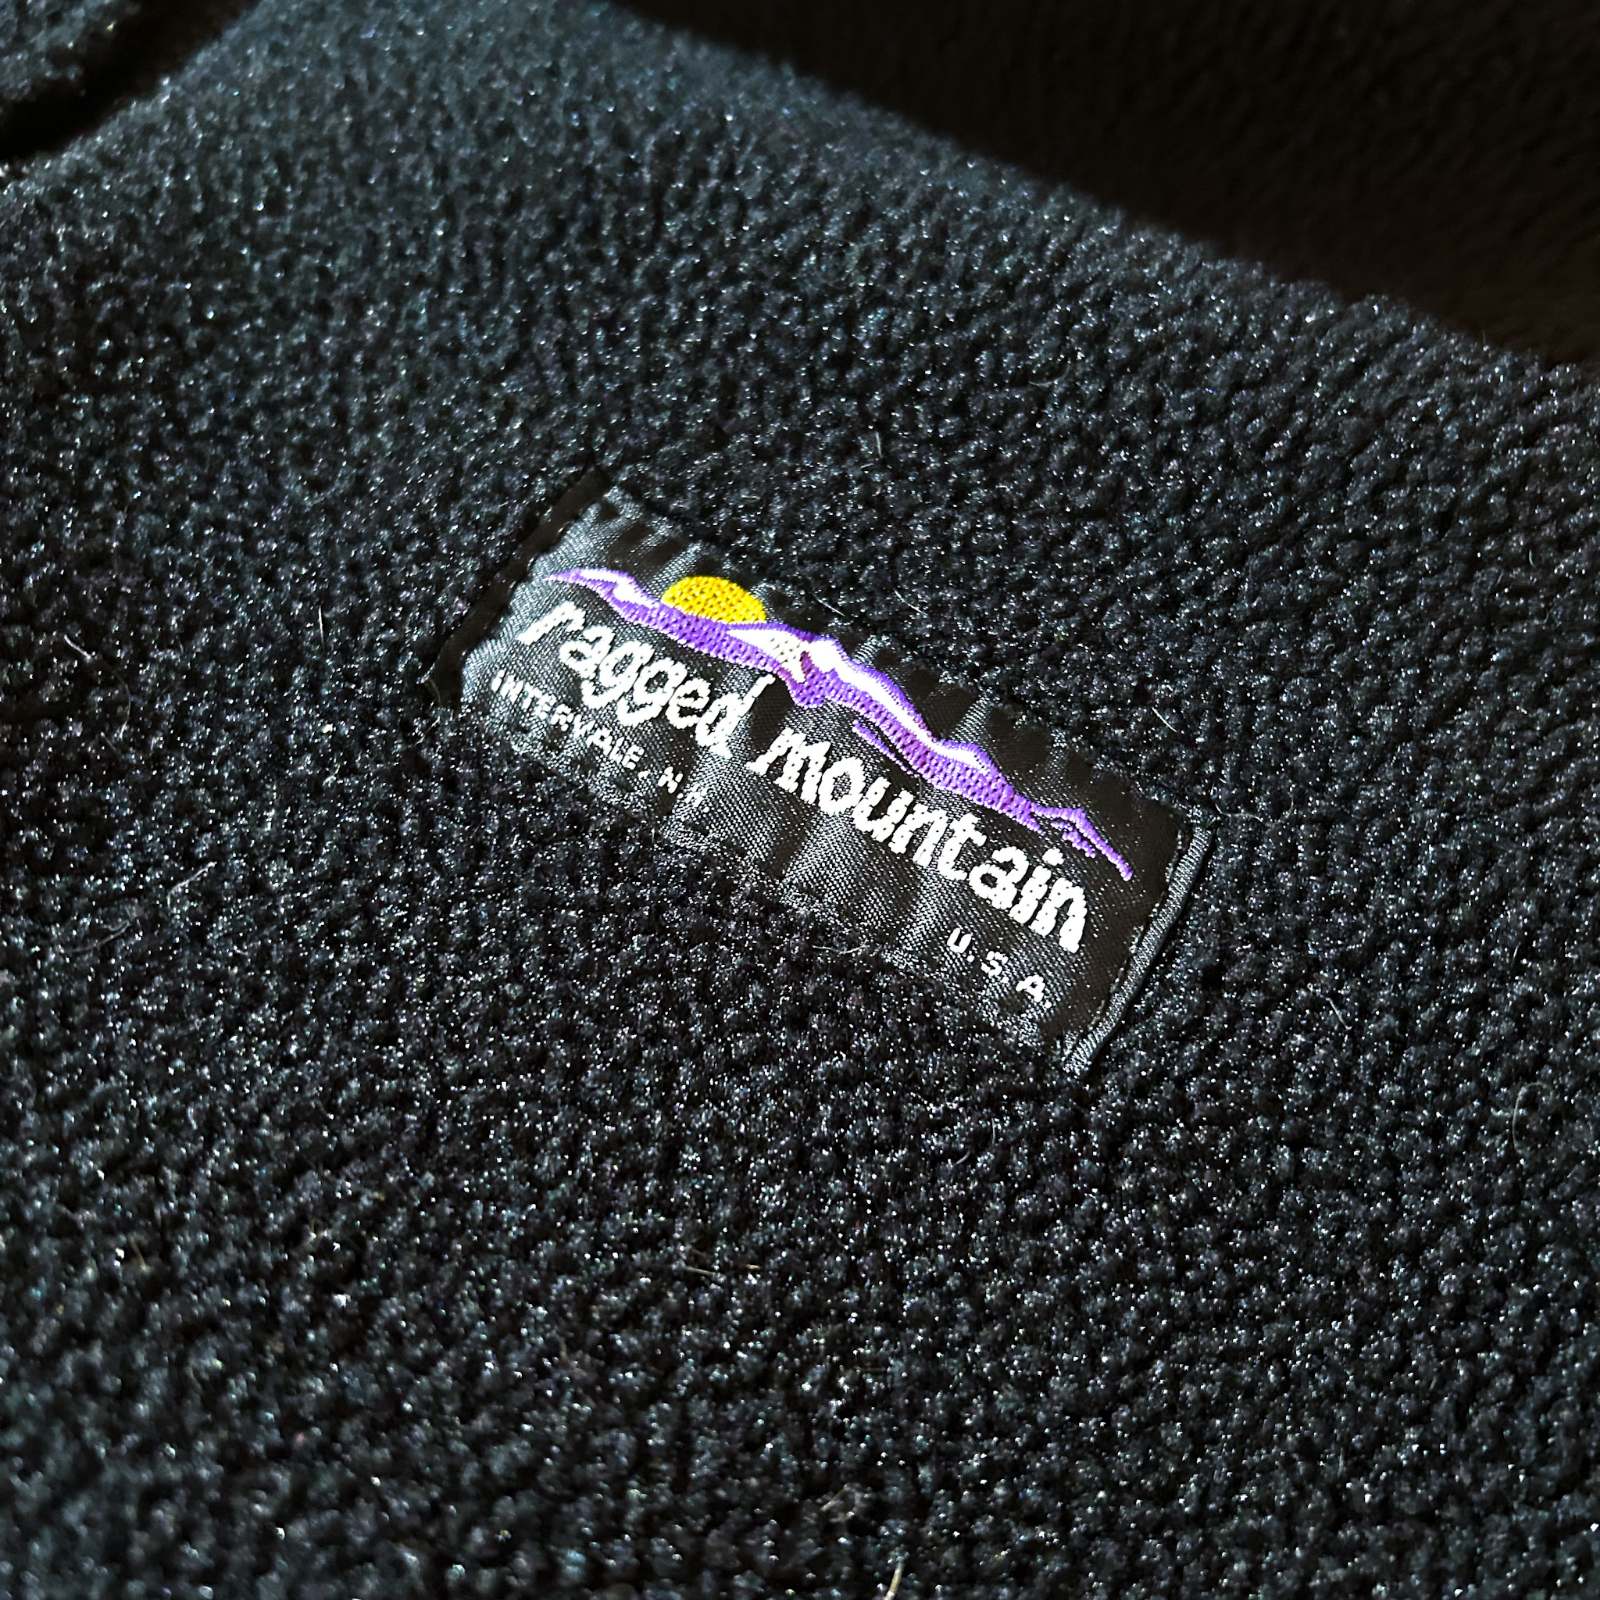 ragged mountain
INTERVALE, N.H.
U.S.A